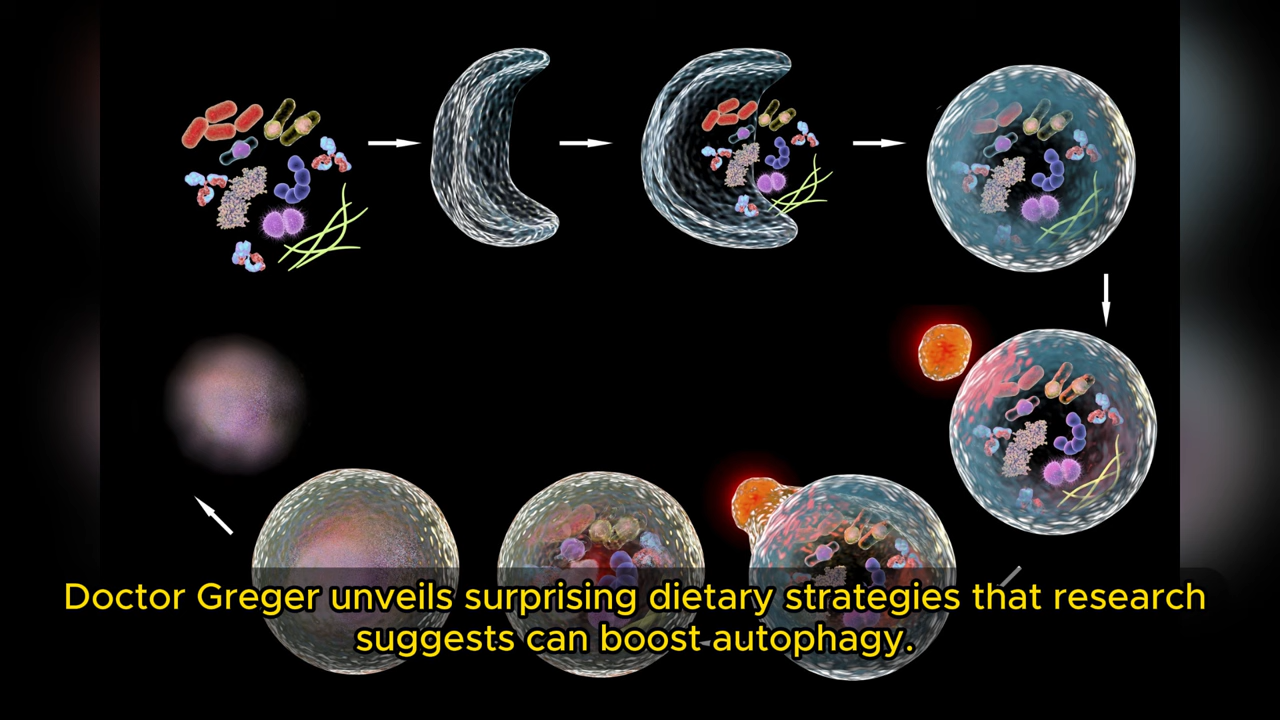 Doctor Greger unveils surprising dietary strategies that research
suggests can boost autophagy.